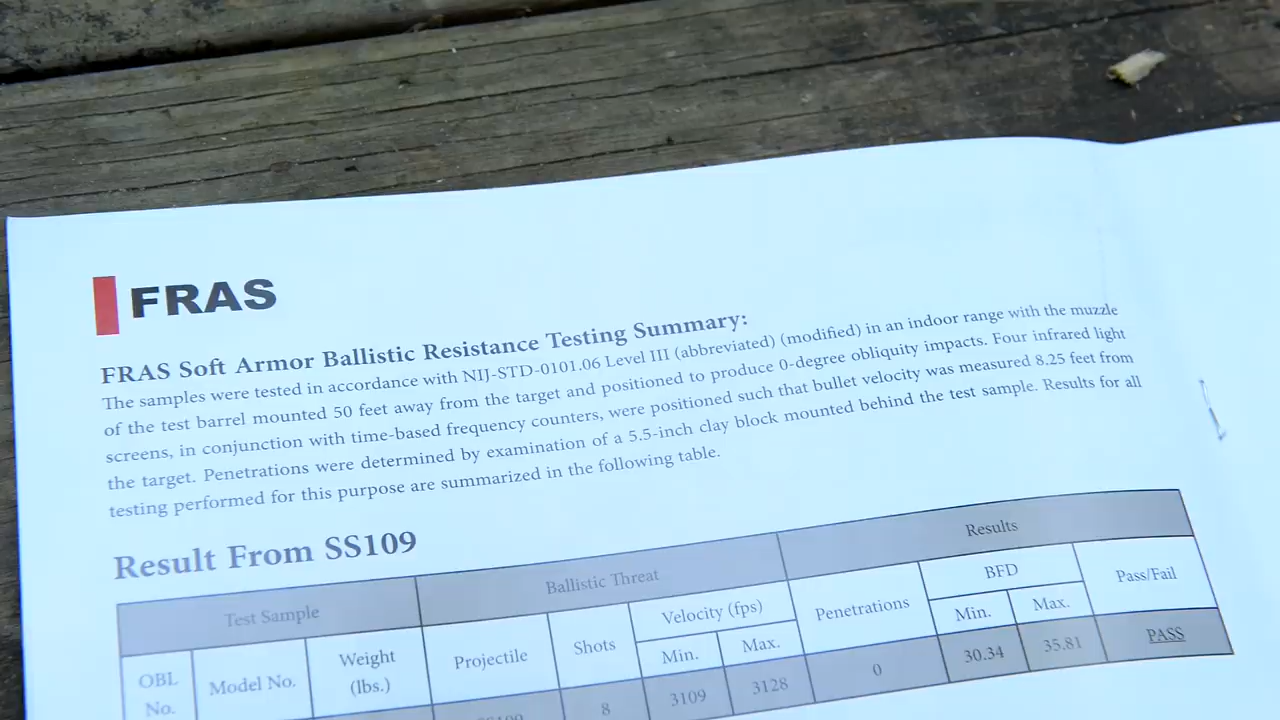 FRAS
FRAS Soft Armor Ballistic Resistance Testing Summary:
The samples were tested in accordance with NIJ-STD-0101.06 Level III (abbreviated) (modified) in an indoor range with the muzzle
of the test barrel mounted 50 feet away from the target and positioned to produce 0-degree obliquity impacts. Four infrared light
screens, in conjunction with time-based frequency counters, were positioned such that bullet velocity was measured 8.25 feet from
the target. Penetrations were determined by examination of a 5.5-inch clay block mounted behind the test sample. Results for all
testing performed for this purpose are summarized in the following table.
Result From SS109
Test Sample Ballistic Threat Results
OBL No. Model No. Weight (lbs.) Projectile Shots Velocity (fps) Penetrations BFD Pass/Fail
Min. Max. Min. Max.
8 3109 3128 0 30.34 35.81 PASS